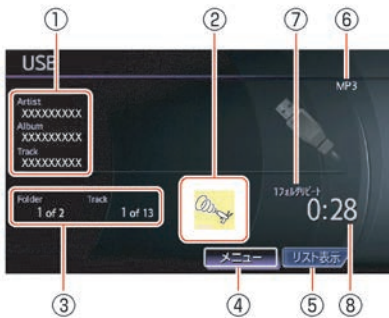 ① ② ⑦ ⑥
USB
MP3
Artist
XXXXXXXXX
Album
XXXXXXXXX
Track
XXXXXXXXX
Folder Track
1 of 2 1 of 13
1フォルダリピート
0:28
メニュー リスト表示
③ ④ ⑤ ⑧